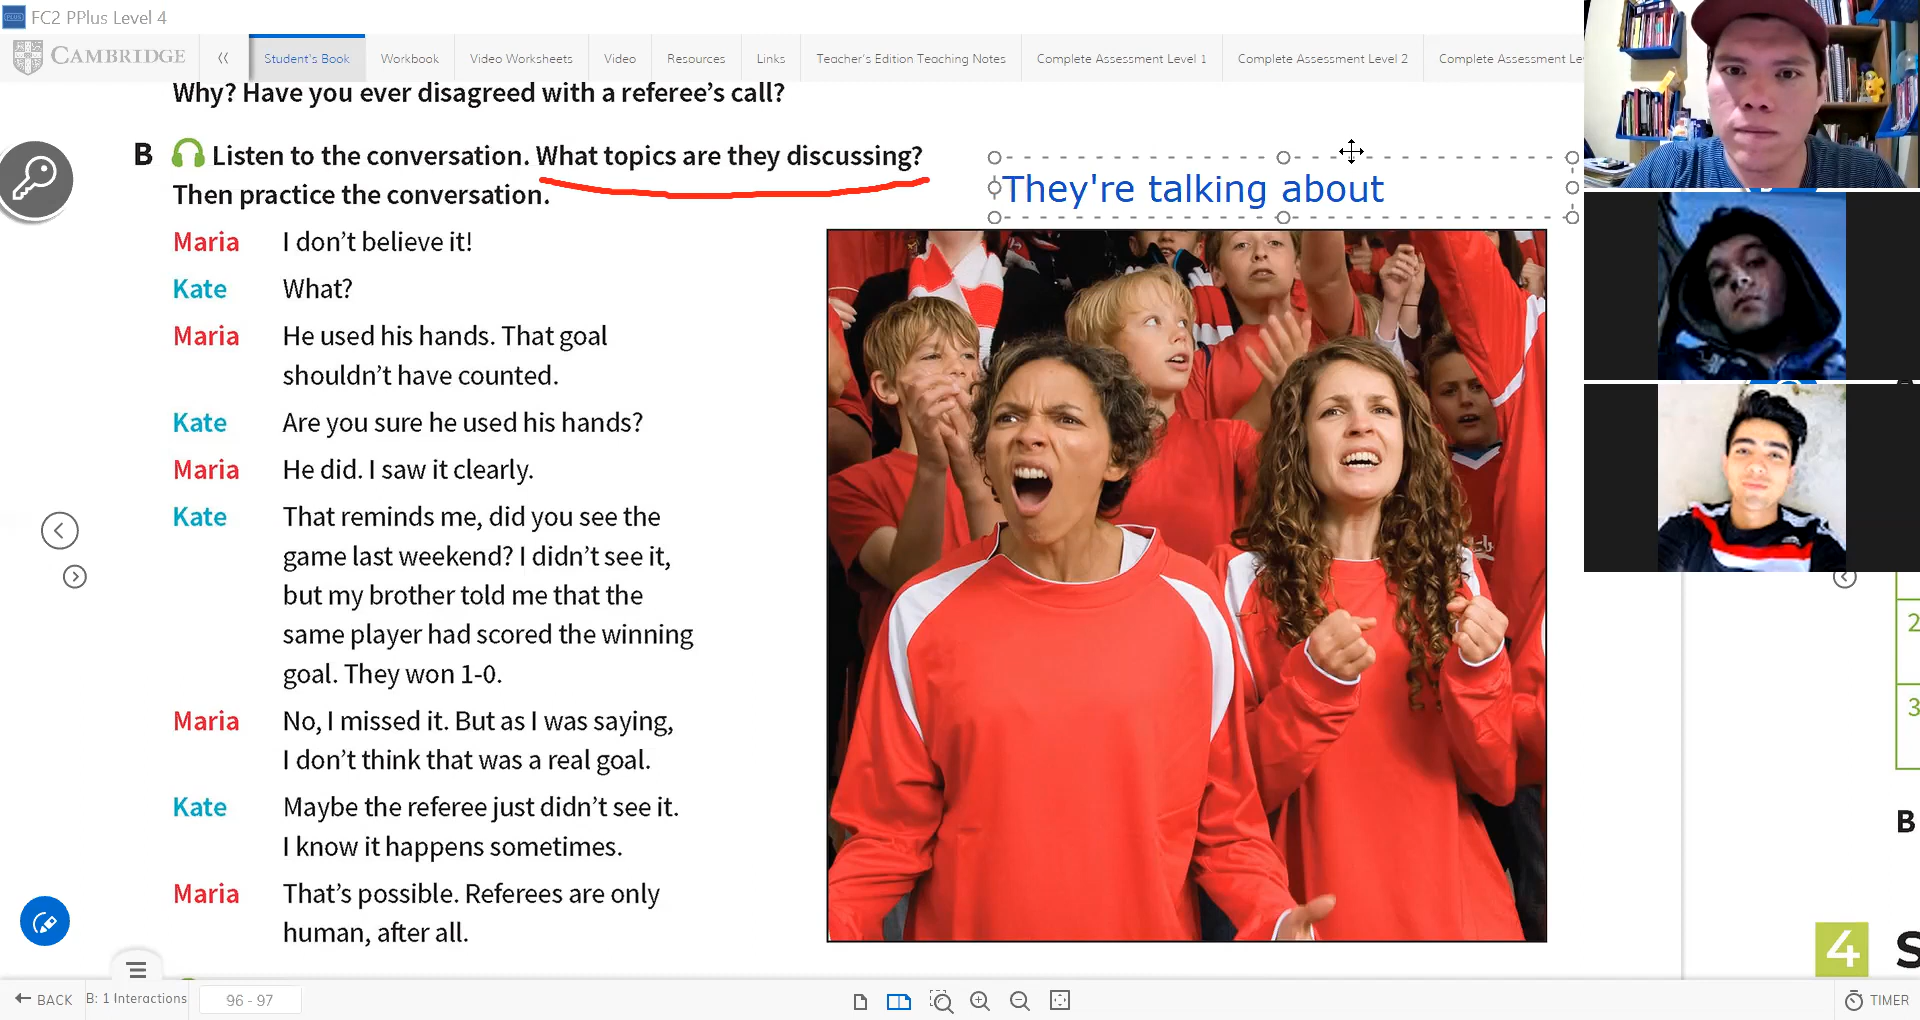 FC2 PPlus Level 4
CAMBRIDGE
Student's Book
Workbook
Video Worksheets
Video
Resources
Links
Teacher's Edition Teaching Notes
Complete Assessment Level 1
Complete Assessment Level 2
Complete Assessment Le
Why? Have you ever disagreed with a referee's call?
B Listen to the conversation. What topics are they discussing?
Then practice the conversation.
They're talking about
Maria I don't believe it!
Kate What?
Maria He used his hands. That goal
shouldn't have counted.
Kate Are you sure he used his hands?
Maria He did. I saw it clearly.
Kate That reminds me, did you see the
game last weekend? I didn't see it,
but my brother told me that the
same player had scored the winning
goal. They won 1-0.
Maria No, I missed it. But as I was saying,
I don't think that was a real goal.
Kate Maybe the referee just didn't see it.
I know it happens sometimes.
Maria That's possible. Referees are only
human, after all.
2
3
B
4 S
BACK
B: 1 Interactions
96 - 97
TIMER